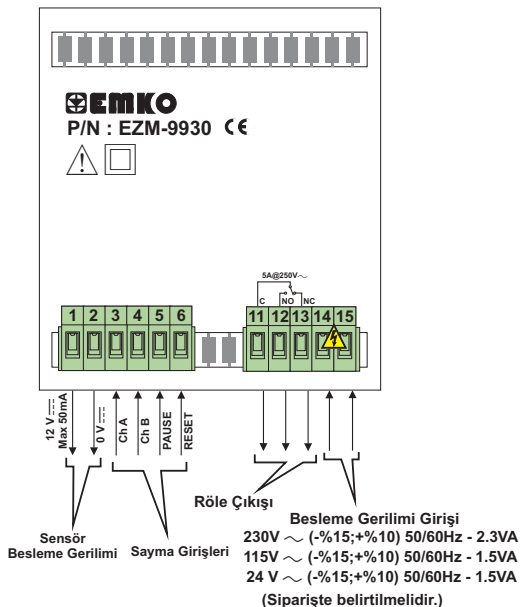 EMKO
P/N : EZM-9930 CE
5A@250V~
C NO NC
1 2 3 4 5 6
11 12 13 14 15
12 V
Max 50mA
0 V
Ch A
Ch B
PAUSE
RESET
Sensör
Besleme Gerilimi
Sayma Girişleri
Röle Çıkışı
Besleme Gerilimi Girişi
230V ~ (-%15;+%10) 50/60Hz - 2.3VA
115V ~ (-%15;+%10) 50/60Hz - 1.5VA
24 V ~ (-%15;+%10) 50/60Hz - 1.5VA
(Siparişte belirtilmelidir.)